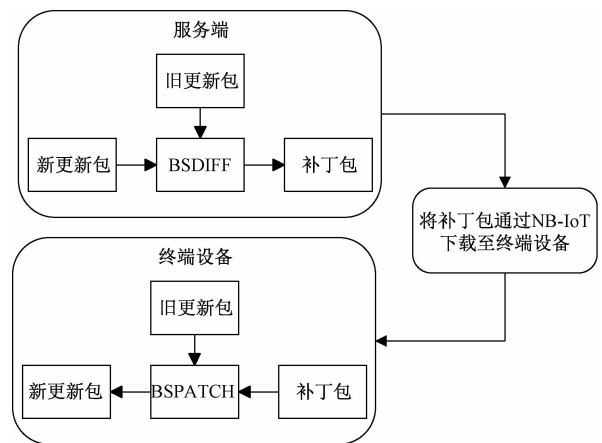 服务端
旧更新包
新更新包
BSDIFF
补丁包
将补丁包通过NB-IoT
下载至终端设备
终端设备
旧更新包
新更新包
BSPATCH
补丁包